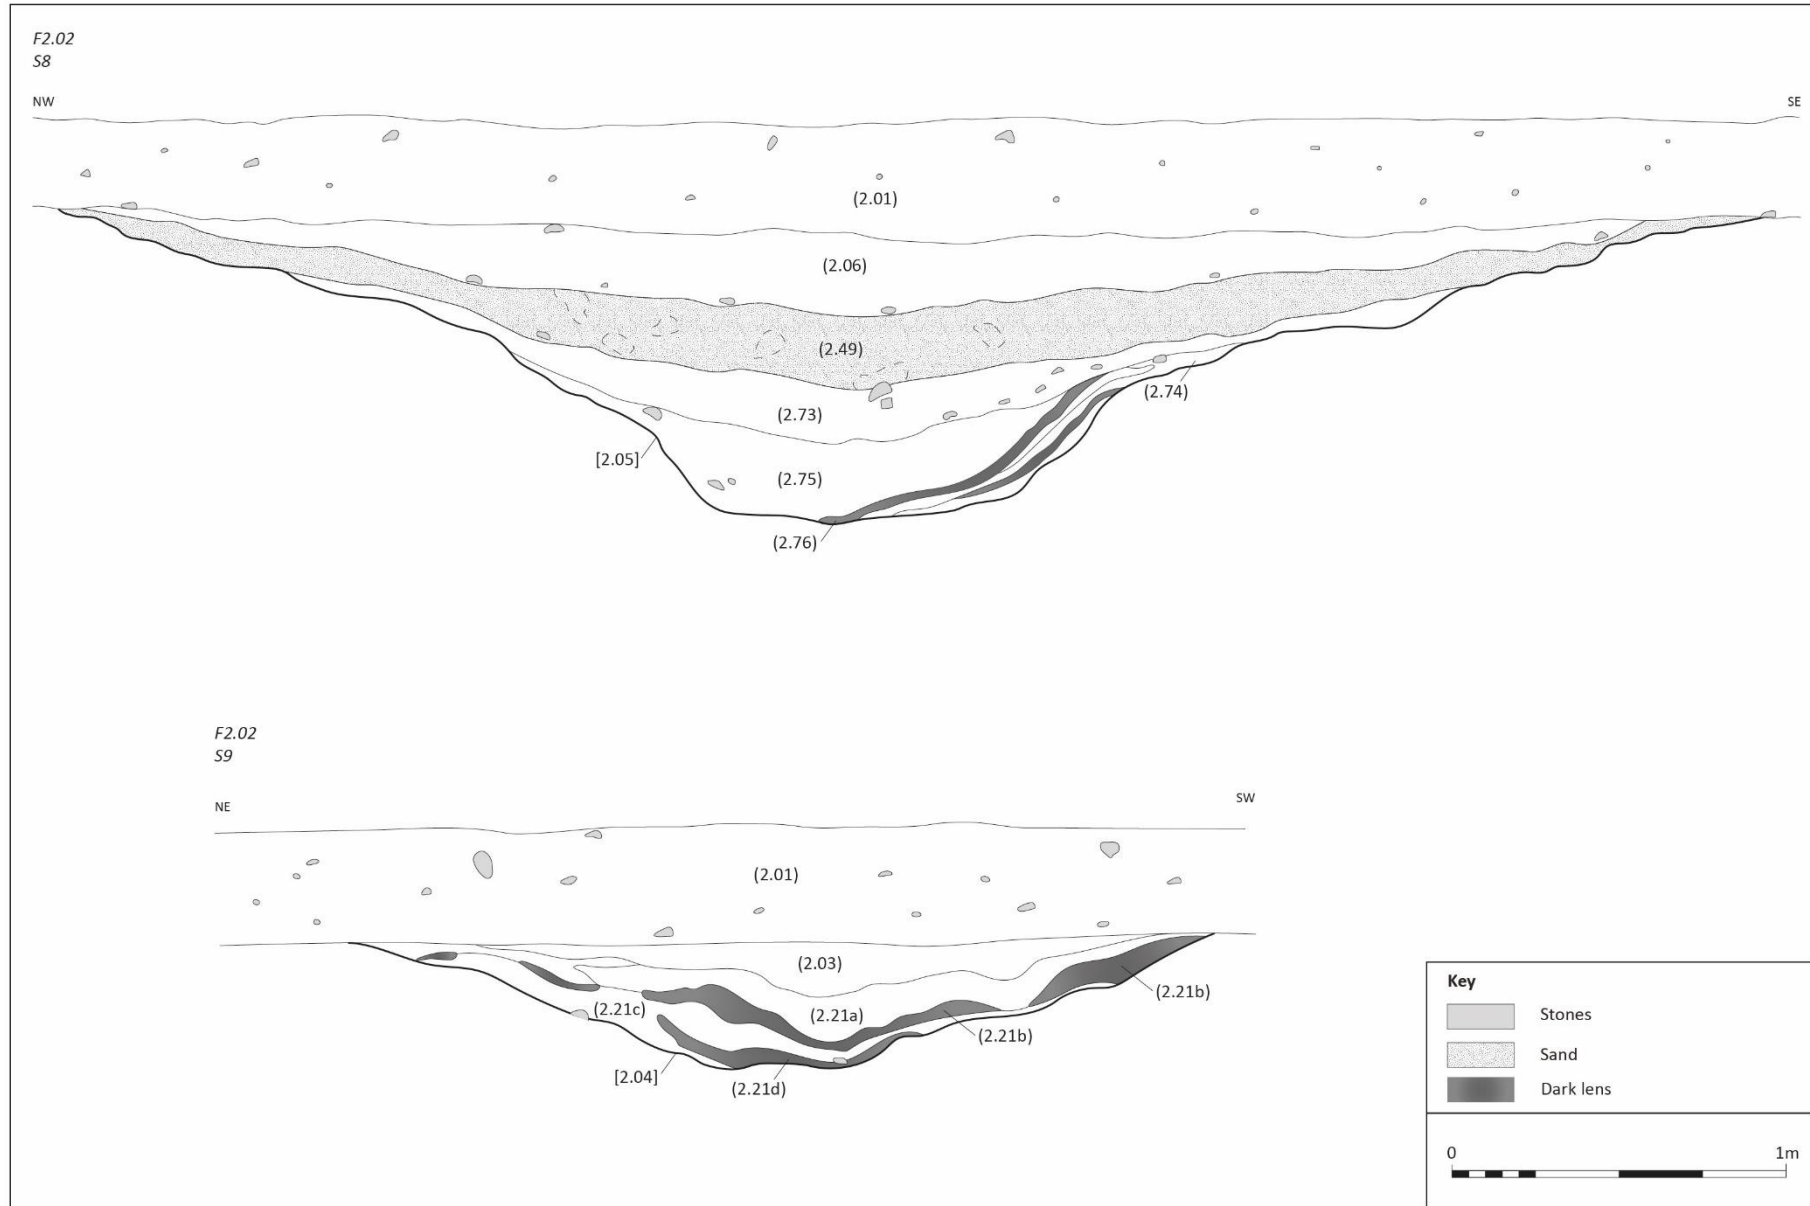 F2.02
S8
NW
SE
(2.01)
(2.06)
(2.49)
(2.74)
(2.73)
[2.05]
(2.75)
(2.76)
F2.02
S9
NE
SW
(2.01)
(2.03)
(2.21b)
(2.21c)
(2.21a)
(2.21b)
[2.04]
(2.21d)
Key
Stones
Sand
Dark lens
0 1m